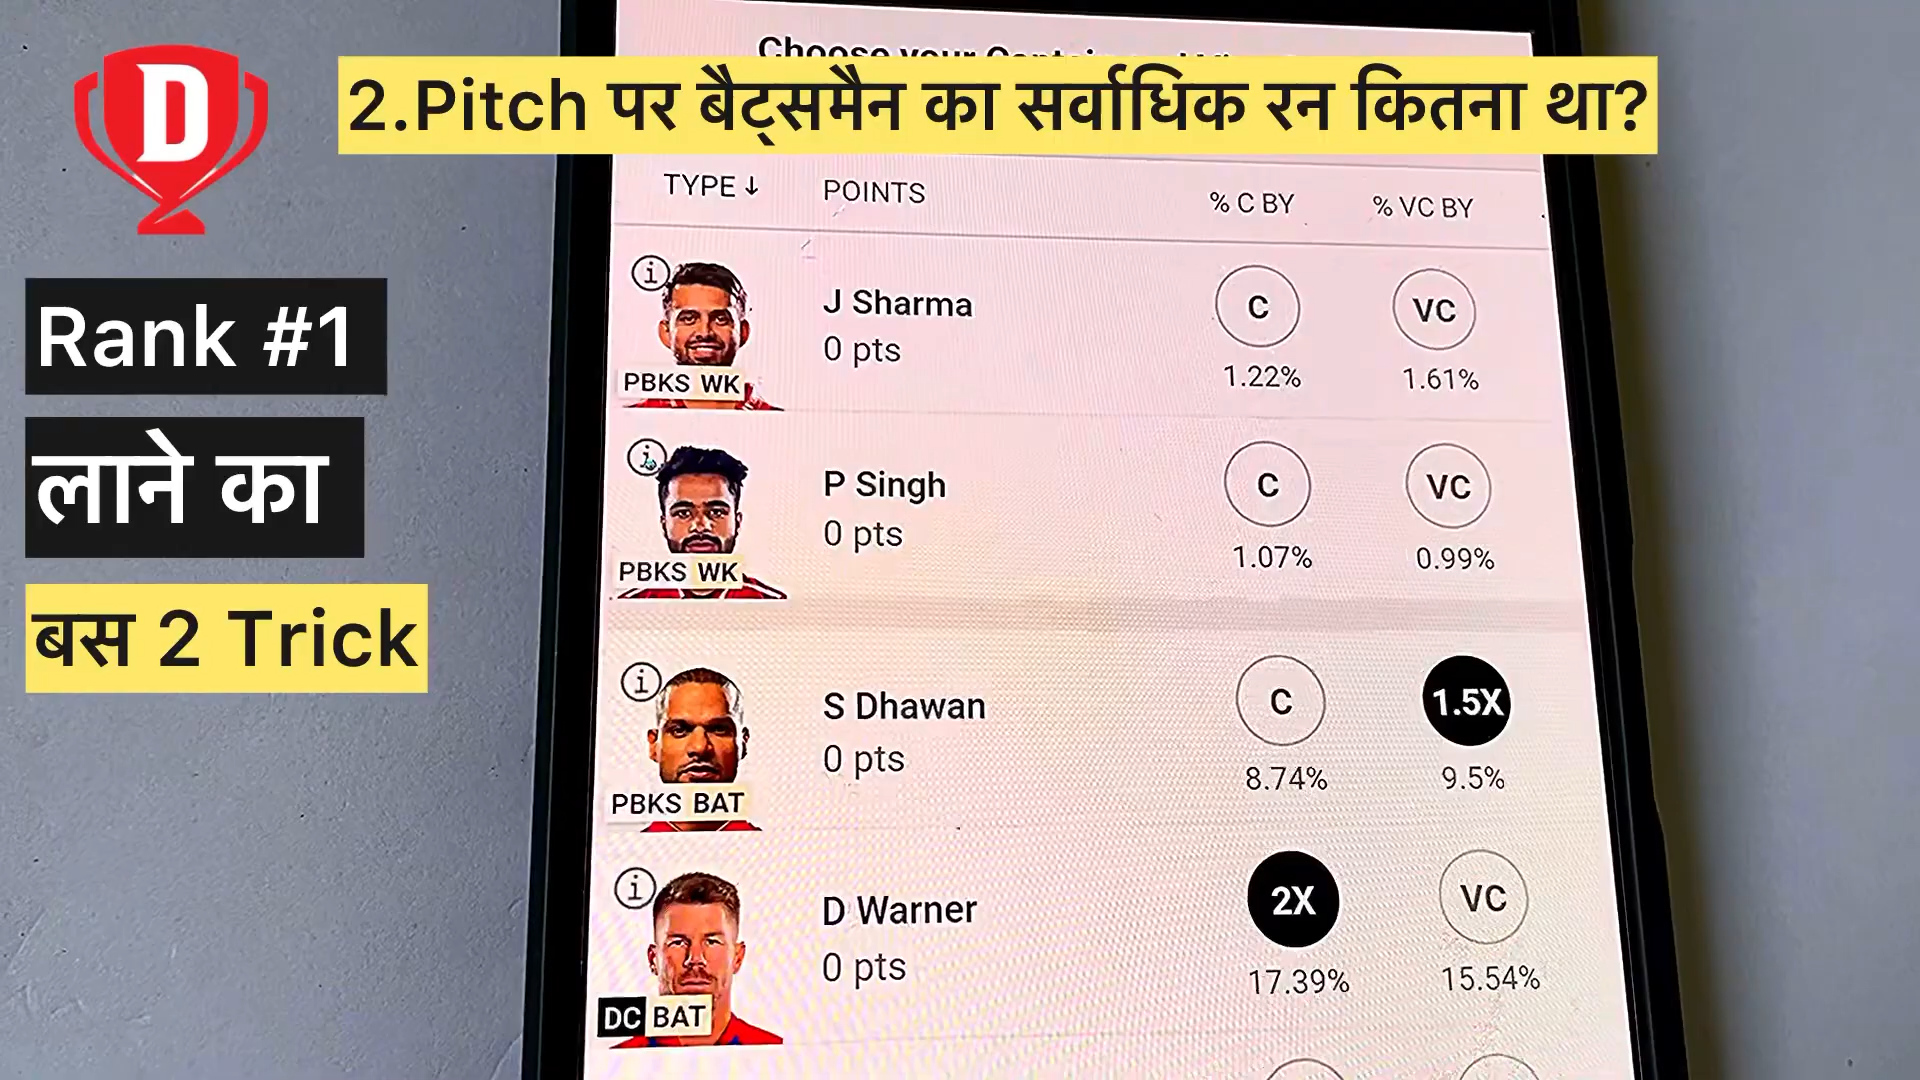 Choose your
2.Pitch पर बैट्समैन का सर्वाधिक रन कितना था?
D
Rank #1
लाने का
बस 2 Trick
TYPE↓ POINTS % C BY % VC BY
J Sharma
0 pts
PBKS WK
C VC
1.22% 1.61%
P Singh
0 pts
PBKS WK
C VC
1.07% 0.99%
S Dhawan
0 pts
PBKS BAT
C 1.5X
8.74% 9.5%
D Warner
0 pts
DC BAT
2X VC
17.39% 15.54%